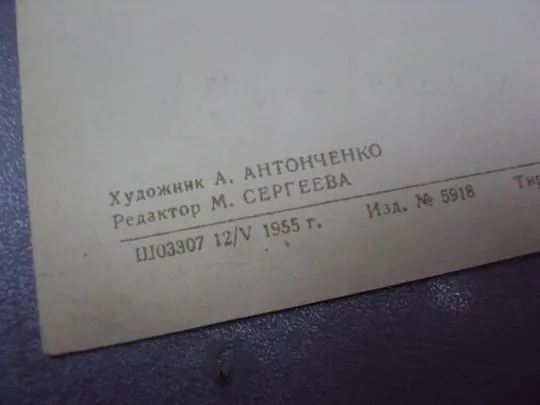 Художник А. АНТОНЧЕНКО
Редактор М. СЕРГЕЕВА
Ш03307 12/V 1955 г. Изд. № 5918